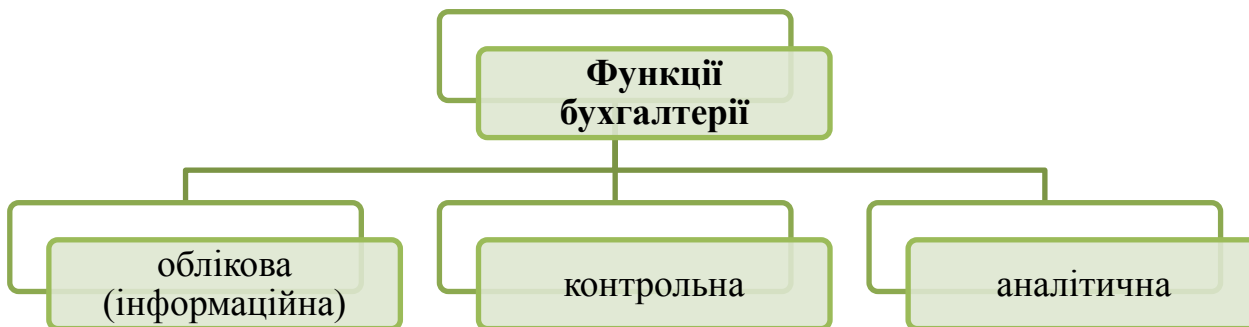 Функції
бухгалтерії
облікова
(інформаційна)
контрольна
аналітична